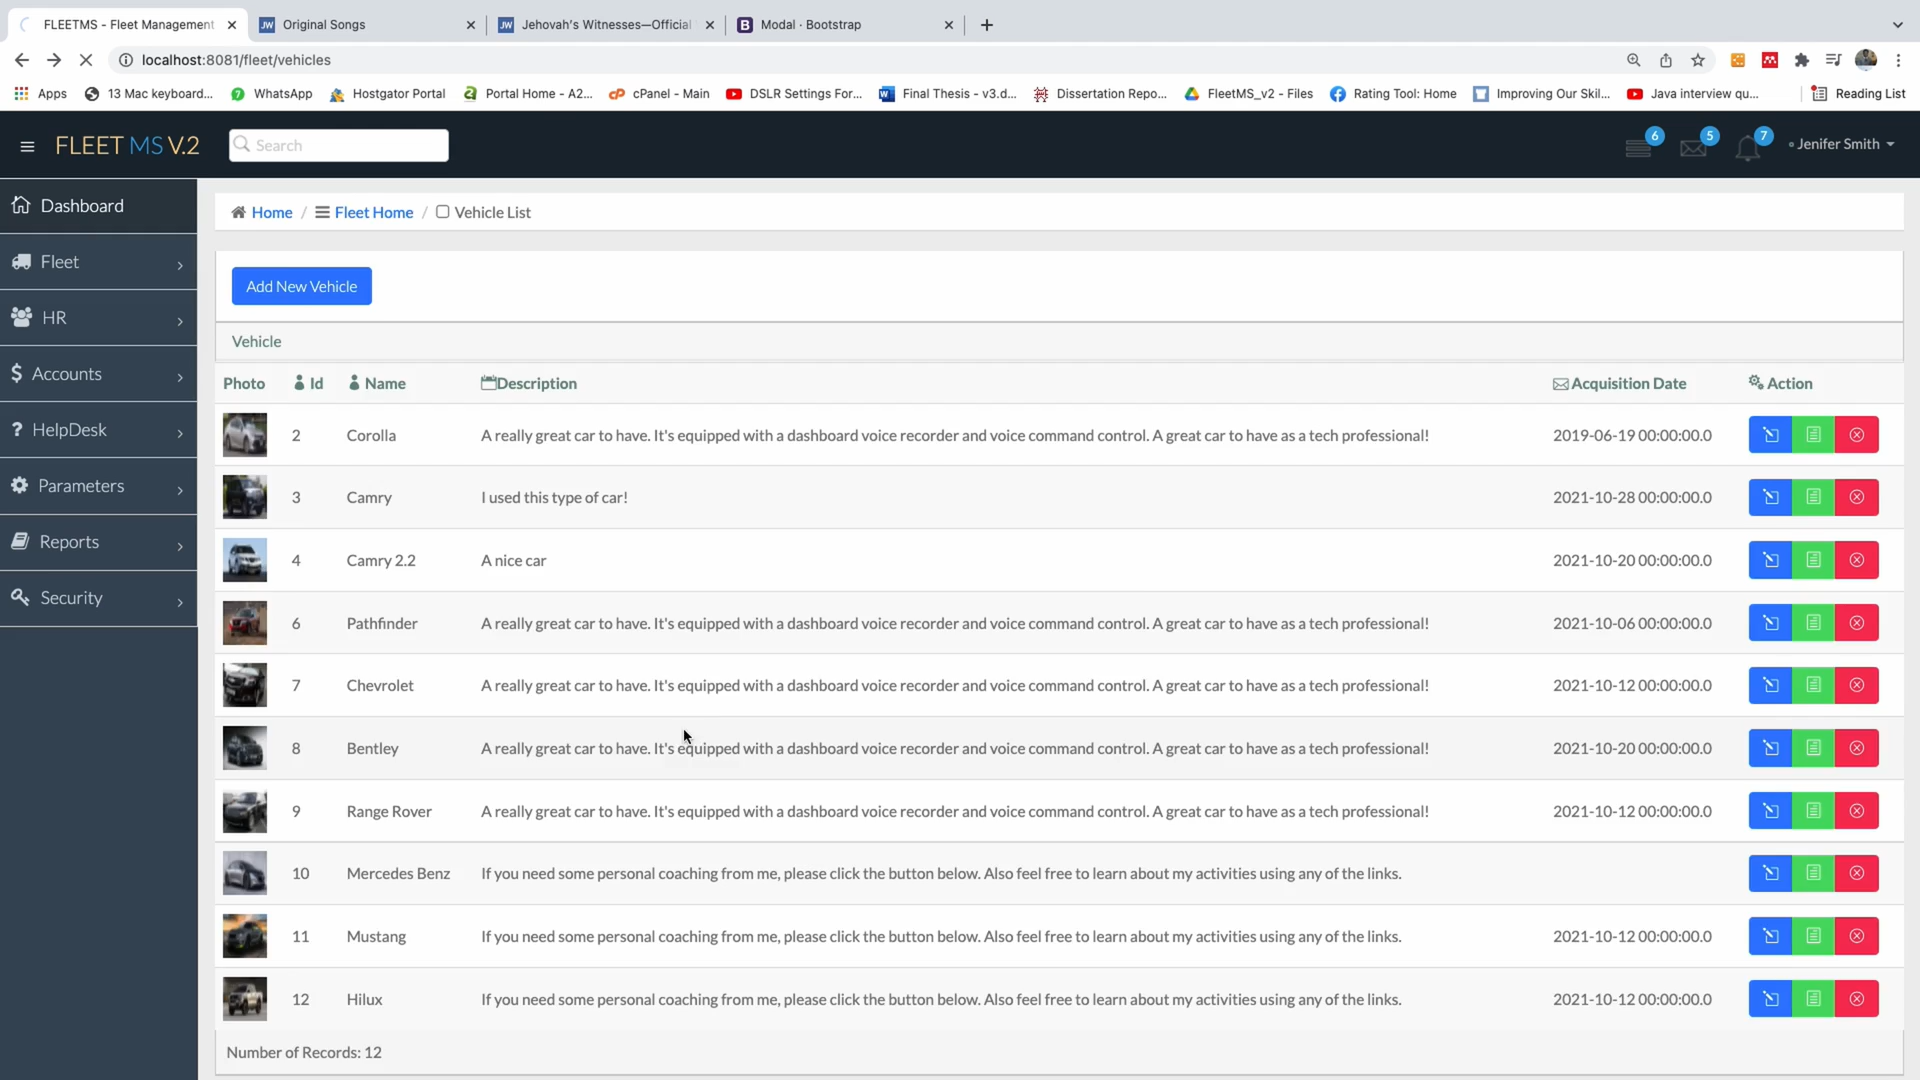 FLEETMS - Fleet Management
Original Songs
Jehovah's Witnesses—Official
Modal · Bootstrap
localhost:8081/fleet/vehicles
Apps
13 Mac keyboard...
WhatsApp
Hostgator Portal
Portal Home - A2...
cPanel - Main
DSLR Settings For...
Final Thesis - v3.d...
Dissertation Repo...
FleetMS_v2 - Files
Rating Tool: Home
Improving Our Skil...
Java interview qu...
Reading List
FLEET MS V.2
Search
6
5
7
Jenifer Smith
Dashboard
Fleet
HR
Accounts
HelpDesk
Parameters
Reports
Security
Home / Fleet Home / Vehicle List
Add New Vehicle
Vehicle
Photo Id Name Description Acquisition Date Action
2 Corolla A really great car to have. It's equipped with a dashboard voice recorder and voice command control. A great car to have as a tech professional! 2019-06-19 00:00:00.0
3 Camry I used this type of car! 2021-10-28 00:00:00.0
4 Camry 2.2 A nice car 2021-10-20 00:00:00.0
6 Pathfinder A really great car to have. It's equipped with a dashboard voice recorder and voice command control. A great car to have as a tech professional! 2021-10-06 00:00:00.0
7 Chevrolet A really great car to have. It's equipped with a dashboard voice recorder and voice command control. A great car to have as a tech professional! 2021-10-12 00:00:00.0
8 Bentley A really great car to have. It's equipped with a dashboard voice recorder and voice command control. A great car to have as a tech professional! 2021-10-20 00:00:00.0
9 Range Rover A really great car to have. It's equipped with a dashboard voice recorder and voice command control. A great car to have as a tech professional! 2021-10-12 00:00:00.0
10 Mercedes Benz If you need some personal coaching from me, please click the button below. Also feel free to learn about my activities using any of the links.
11 Mustang If you need some personal coaching from me, please click the button below. Also feel free to learn about my activities using any of the links. 2021-10-12 00:00:00.0
12 Hilux If you need some personal coaching from me, please click the button below. Also feel free to learn about my activities using any of the links. 2021-10-12 00:00:00.0
Number of Records: 12